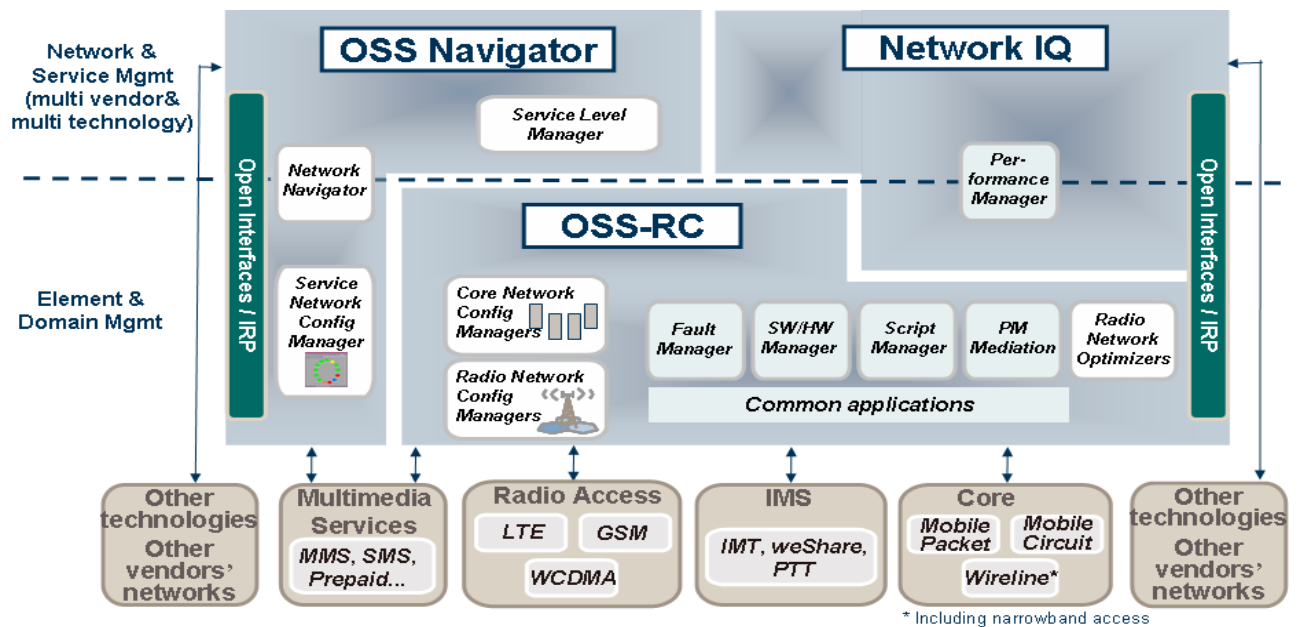 Network &
Service Mgmt
(multi vendor&
multi technology)
OSS Navigator
Network IQ
Service Level
Manager
Open Interfaces / IRP
Network
Navigator
Per-
formance
Manager
Open Interfaces / IRP
OSS-RC
Element &
Domain Mgmt
Service
Network
Config
Manager
Core Network
Config
Managers
Radio Network
Config
Managers
Fault
Manager
SW/HW
Manager
Script
Manager
PM
Mediation
Radio
Network
Optimizers
Common applications
Other
technologies
Other
vendors’
networks
Multimedia
Services
MMS, SMS,
Prepaid...
Radio Access
LTE
GSM
WCDMA
IMS
IMT, weShare,
PTT
Core
Mobile
Packet
Mobile
Circuit
Wireline*
Other
technologies
Other
vendors’
networks
* Including narrowband access